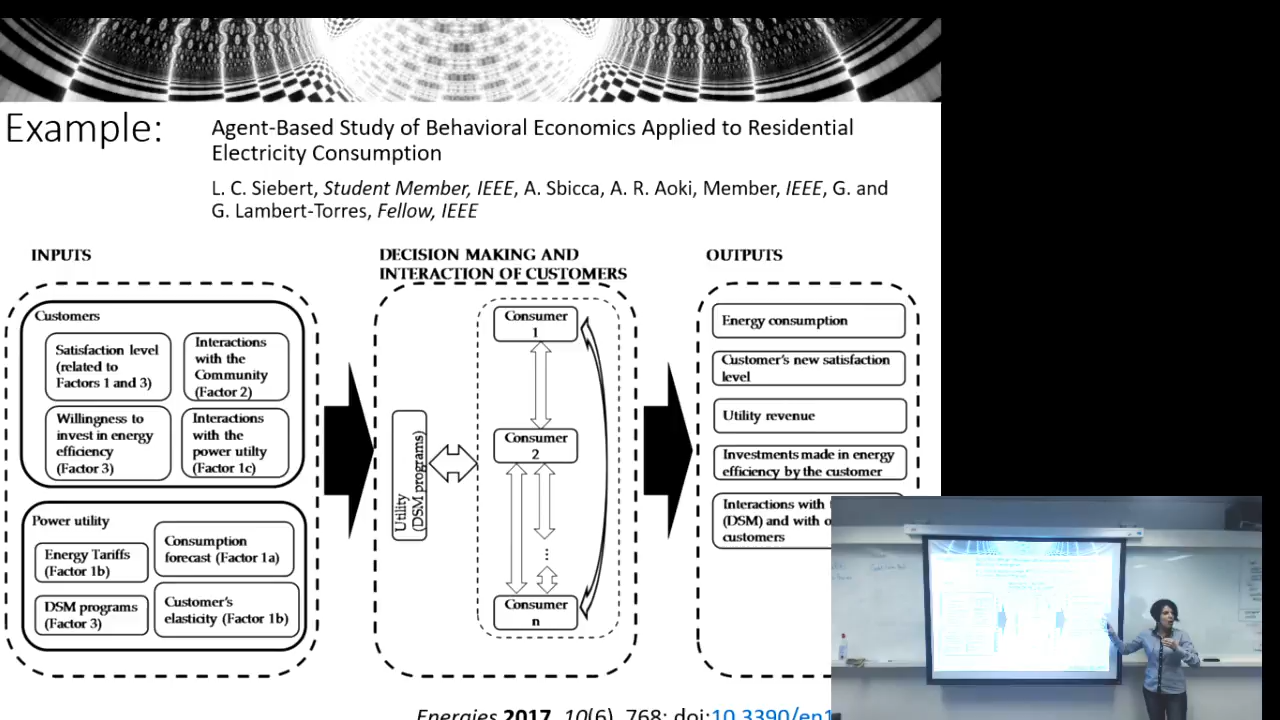 Example:
Agent-Based Study of Behavioral Economics Applied to Residential
Electricity Consumption
L. C. Siebert, Student Member, IEEE, A. Sbicca, A. R. Aoki, Member, IEEE, G. and
G. Lambert-Torres, Fellow, IEEE
INPUTS
Customers
Satisfaction level
(related to
Factors 1 and 3)
Interactions
with the
Community
(Factor 2)
Willingness to
invest in energy
efficiency
(Factor 3)
Interactions
with the
power utilty
(Factor 1c)
Power utility
Energy Tariffs
(Factor 1b)
Consumption
forecast (Factor 1a)
DSM programs
(Factor 3)
Customer's
elasticity (Factor 1b)
DECISION MAKING AND
INTERACTION OF CUSTOMERS
Utility
(DSM programs)
Consumer
1
Consumer
2
...
Consumer
n
OUTPUTS
Energy consumption
Customer's new satisfaction
level
Utility revenue
Investments made in energy
efficiency by the customer
Interactions with
(DSM) and with
customers
Energies 2017, 10(6), 768; doi:10.3390/en1